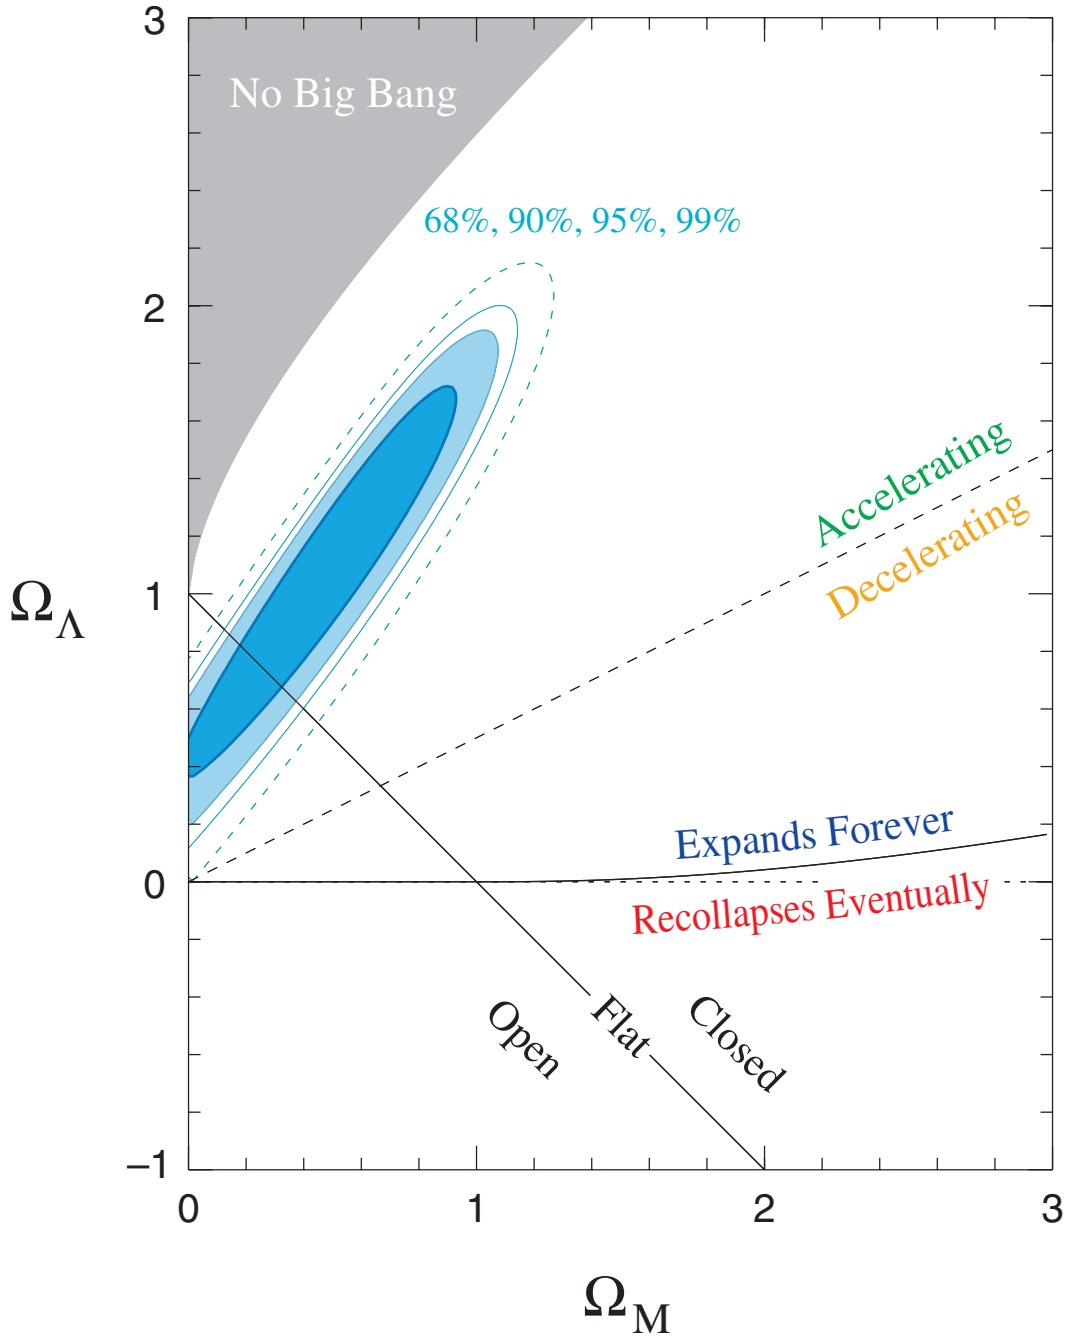 3
No Big Bang
68%, 90%, 95%, 99%
2
Accelerating
Decelerating
1
Ω_Λ
Expands Forever
0
Recollapses Eventually
Open
Flat
Closed
−1
0 1 2 3
Ω_M